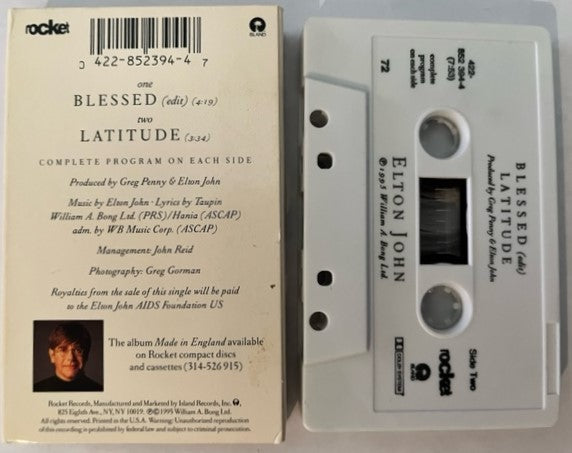 rocket
ISLAND
0 422-852394-4 7
one
BLESSED (edit) (4:19)
two
LATITUDE (3:34)
COMPLETE PROGRAM ON EACH SIDE
Produced by Greg Penny & Elton John
Music by Elton John · Lyrics by Taupin
William A. Bong Ltd. (PRS)/Hania (ASCAP)
adm. by WB Music Corp. (ASCAP)
Management: John Reid
Photography: Greg Gorman
Royalties from the sale of this single will be paid
to the Elton John AIDS Foundation US
The album Made in England available
on Rocket compact discs
and cassettes (314-526 915)
Rocket Records, Manufactured and Marketed by Island Records, Inc.
825 Eighth Ave., NY, NY 10019. ℗©1995 William A. Bong Ltd.
All rights reserved. Printed in the U.S.A. Warning: Unauthorized reproduction
of this recording is prohibited by federal law and subject to criminal prosecution.
BLESSED (edit)
LATITUDE
Produced by Greg Penny & Elton John
422-
852 394-4
(7:53)
complete
program
on each side
72
ELTON JOHN
℗1995 William A. Bong Ltd.
Side Two
rocket
ISLAND
DOLBY SYSTEM